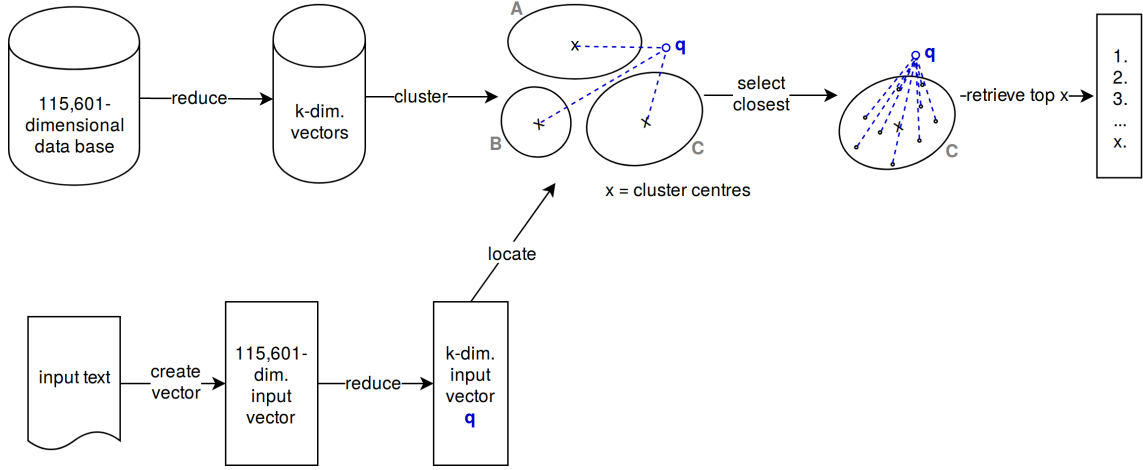 115,601-
dimensional
data base
reduce
k-dim.
vectors
cluster
A
q
x
B
x
x
C
x = cluster centres
select
closest
q
x
C
-retrieve top x
1.
2.
3.
...
x.
locate
input text
create
vector
115,601-
dim.
input
vector
reduce
k-dim.
input
vector
q